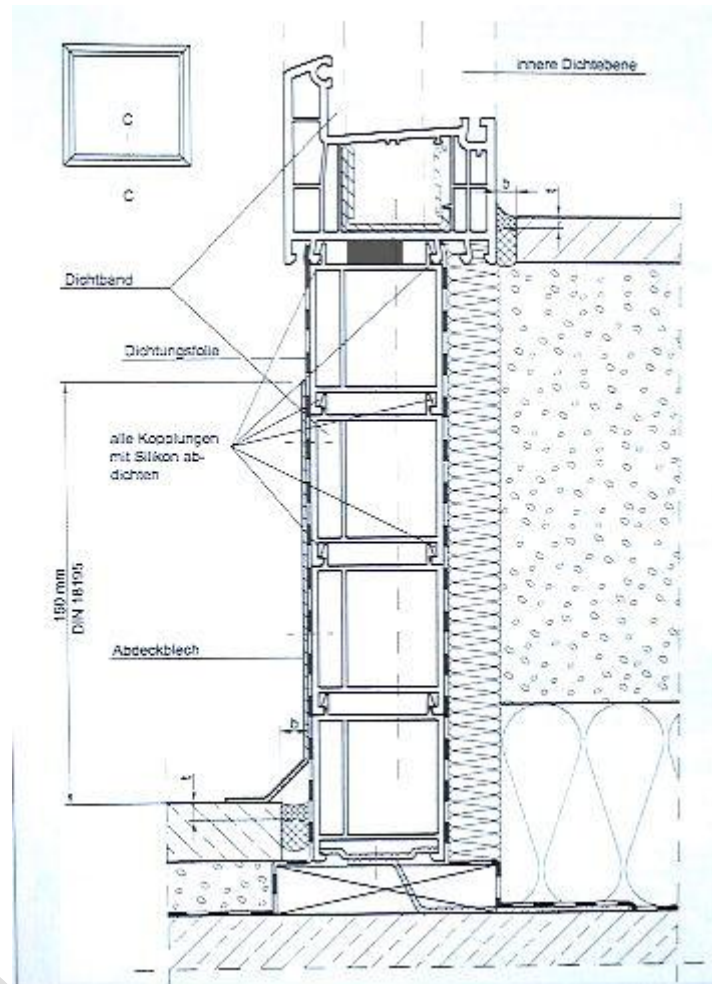 innere Dichtebene
C
C
b
Dichtband
Dichtungsfolie
alle Kopplungen
mit Silikon ab-
dichten
150 mm
DIN 18195
Abdeckblech
b